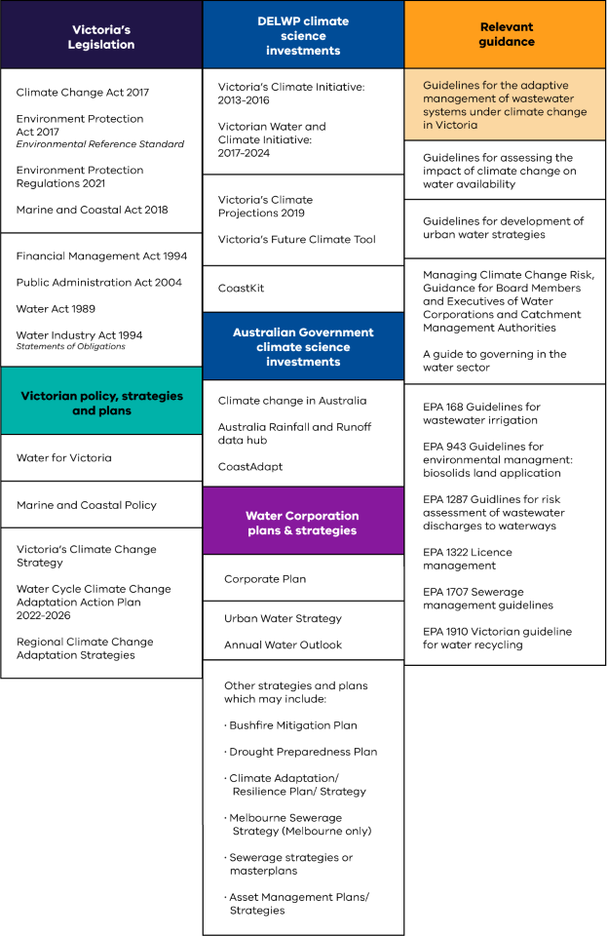 Victoria's
Legislation
Climate Change Act 2017
Environment Protection
Act 2017
Environmental Reference Standard
Environment Protection
Regulations 2021
Marine and Coastal Act 2018
Financial Management Act 1994
Public Administration Act 2004
Water Act 1989
Water Industry Act 1994
Statements of Obligations
Victorian policy, strategies
and plans
Water for Victoria
Marine and Coastal Policy
Victoria's Climate Change
Strategy
Water Cycle Climate Change
Adaptation Action Plan
2022-2026
Regional Climate Change
Adaptation Strategies
DELWP climate
science
investments
Victoria's Climate Initiative:
2013-2016
Victorian Water and
Climate Initiative:
2017-2024
Victoria's Climate
Projections 2019
Victoria's Future Climate Tool
CoastKit
Australian Government
climate science
investments
Climate change in Australia
Australia Rainfall and Runoff
data hub
CoastAdapt
Water Corporation
plans & strategies
Corporate Plan
Urban Water Strategy
Annual Water Outlook
Other strategies and plans
which may include:
· Bushfire Mitigation Plan
· Drought Preparedness Plan
· Climate Adaptation/
Resilience Plan/ Strategy
· Melbourne Sewerage
Strategy (Melbourne only)
· Sewerage strategies or
masterplans
· Asset Management Plans/
Strategies
Relevant
guidance
Guidelines for the adaptive
management of wastewater
systems under climate change
in Victoria
Guidelines for assessing the
impact of climate change on
water availability
Guidelines for development of
urban water strategies
Managing Climate Change Risk,
Guidance for Board Members
and Executives of Water
Corporations and Catchment
Management Authorities
A guide to governing in the
water sector
EPA 168 Guidelines for
wastewater irrigation
EPA 943 Guidelines for
environmental managment:
biosolids land application
EPA 1287 Guidlines for risk
assessment of wastewater
discharges to waterways
EPA 1322 Licence
management
EPA 1707 Sewerage
management guidelines
EPA 1910 Victorian guideline
for water recycling